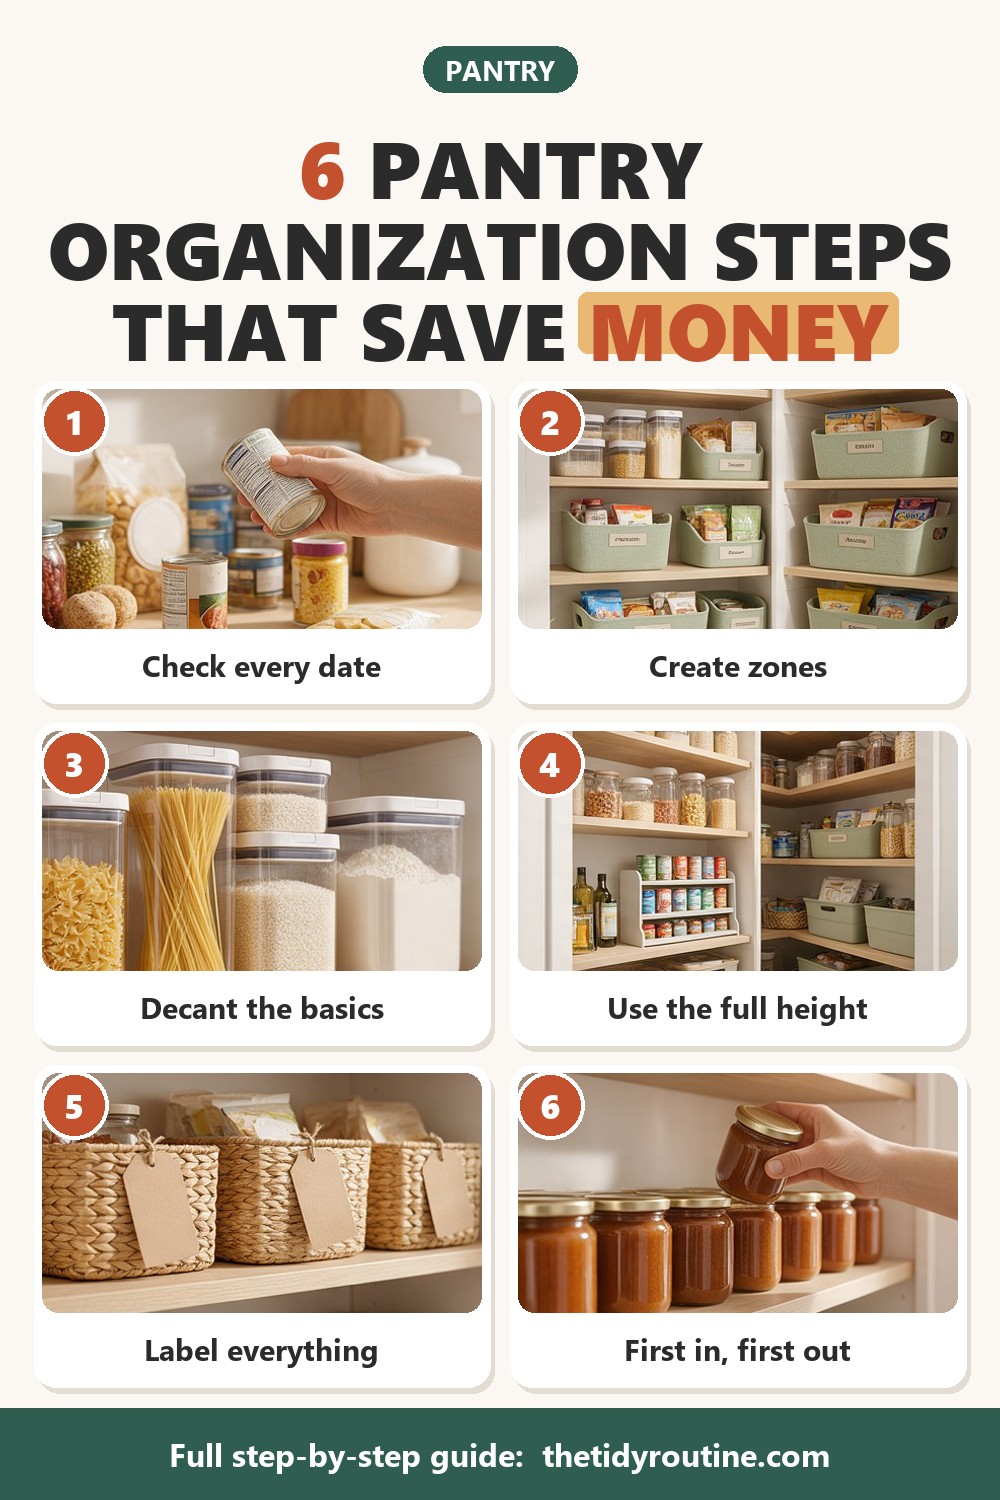 PANTRY
6 PANTRY
ORGANIZATION STEPS
THAT SAVE MONEY
1
2
Check every date
Create zones
3
4
Decant the basics
Use the full height
5
6
Label everything
First in, first out
Full step-by-step guide: thetidyroutine.com